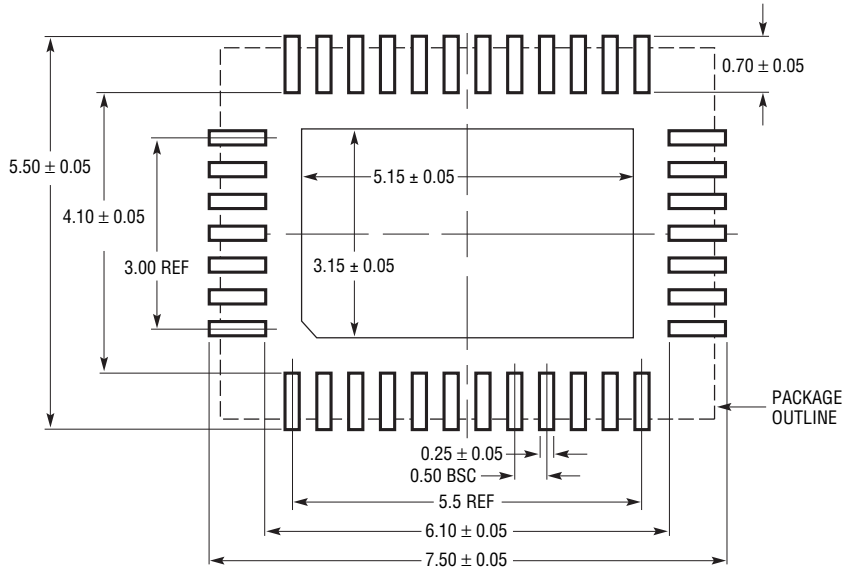 0.70 ± 0.05
5.50 ± 0.05
5.15 ± 0.05
4.10 ± 0.05
3.00 REF
3.15 ± 0.05
PACKAGE
OUTLINE
0.25 ± 0.05
0.50 BSC
5.5 REF
6.10 ± 0.05
7.50 ± 0.05